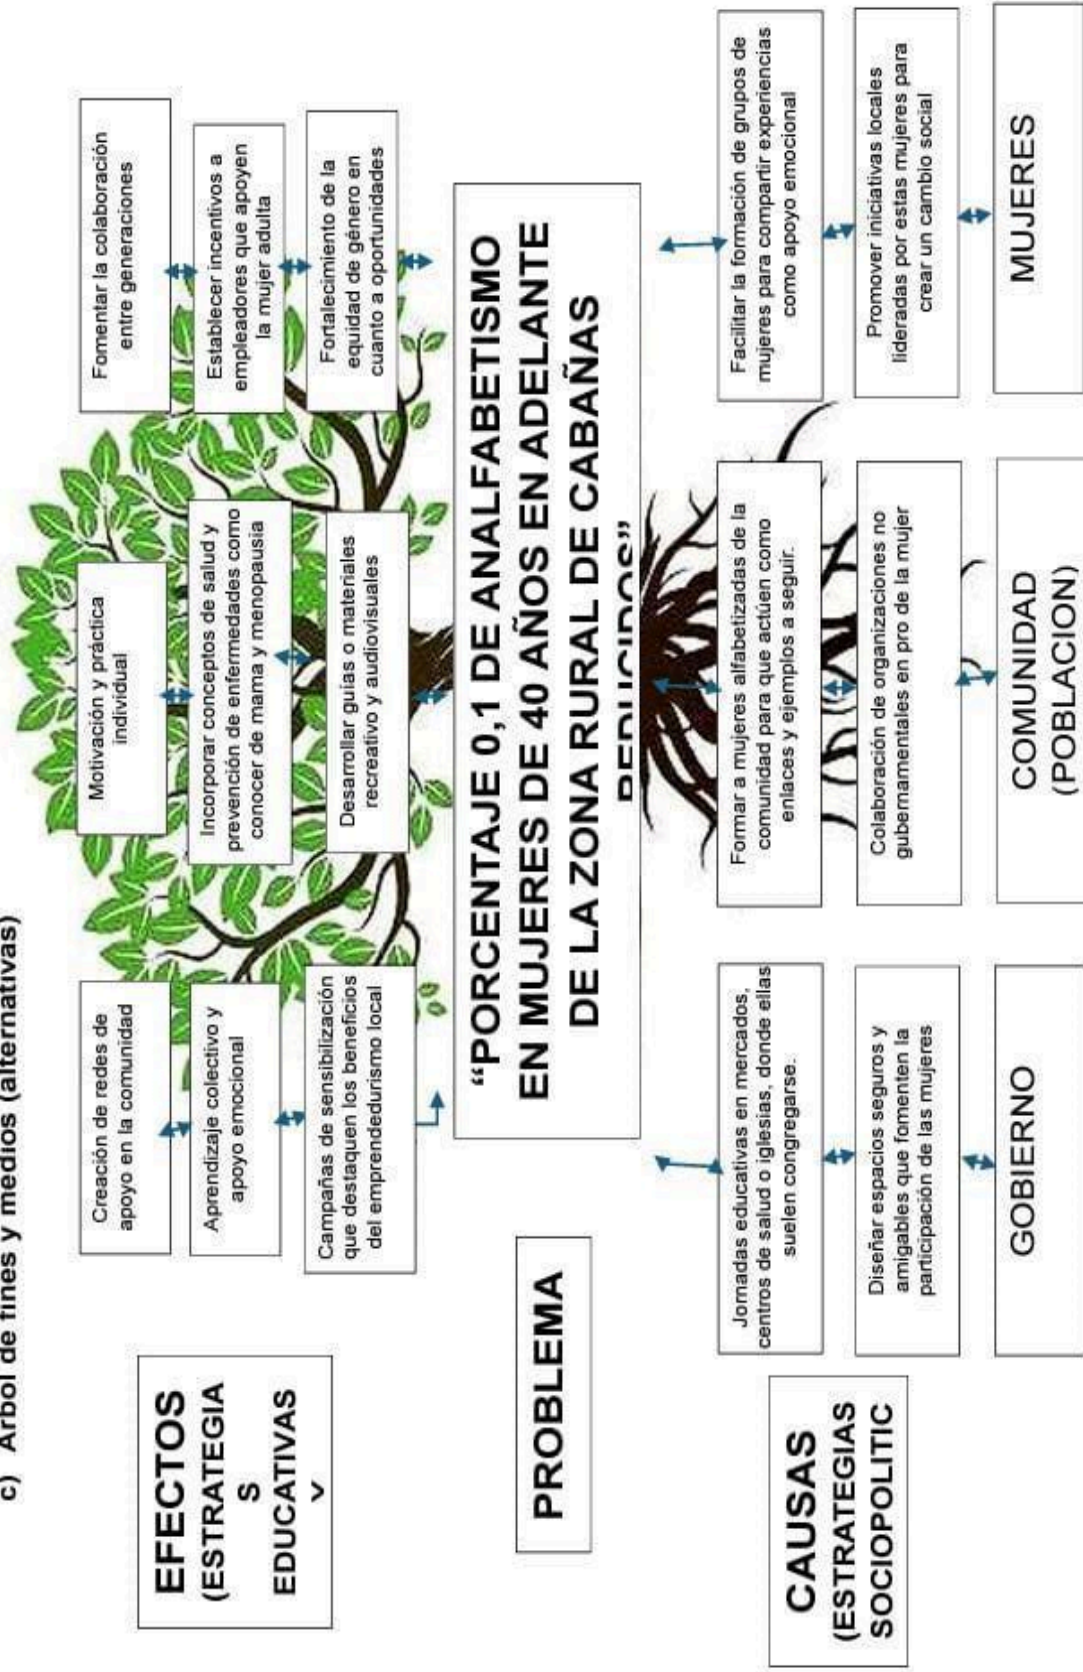 c) Árbol de fines y medios (alternativas)
EFECTOS
(ESTRATEGIA
S
EDUCATIVAS
Creación de redes de
apoyo en la comunidad
Aprendizaje colectivo y
apoyo emocional
Campañas de sensibilización
que destaquen los beneficios
del emprendedurismo local
Motivación y práctica
individual
Incorporar conceptos de salud y
prevención de enfermedades como
conocer de mama y menopausia
Desarrollar guías o materiales
recreativo y audiovisuales
Fomentar la colaboración
entre generaciones
Establecer incentivos a
empleadores que apoyen
la mujer adulta
Fortalecimiento de la
equidad de género en
cuanto a oportunidades
PROBLEMA
“PORCENTAJE 0,1 DE ANALFABETISMO
EN MUJERES DE 40 AÑOS EN ADELANTE
DE LA ZONA RURAL DE CABAÑAS
REDUCIDOS”
CAUSAS
(ESTRATEGIAS
SOCIOPOLITIC
Jornadas educativas en mercados,
centros de salud o iglesias, donde ellas
suelen congregarse.
Diseñar espacios seguros y
amigables que fomenten la
participación de las mujeres
GOBIERNO
Formar a mujeres alfabetizadas de la
comunidad para que actúen como
enlaces y ejemplos a seguir.
Colaboración de organizaciones no
gubernamentales en pro de la mujer
COMUNIDAD
(POBLACION)
Facilitar la formación de grupos de
mujeres para compartir experiencias
como apoyo emocional
Promover iniciativas locales
lideradas por estas mujeres para
crear un cambio social
MUJERES